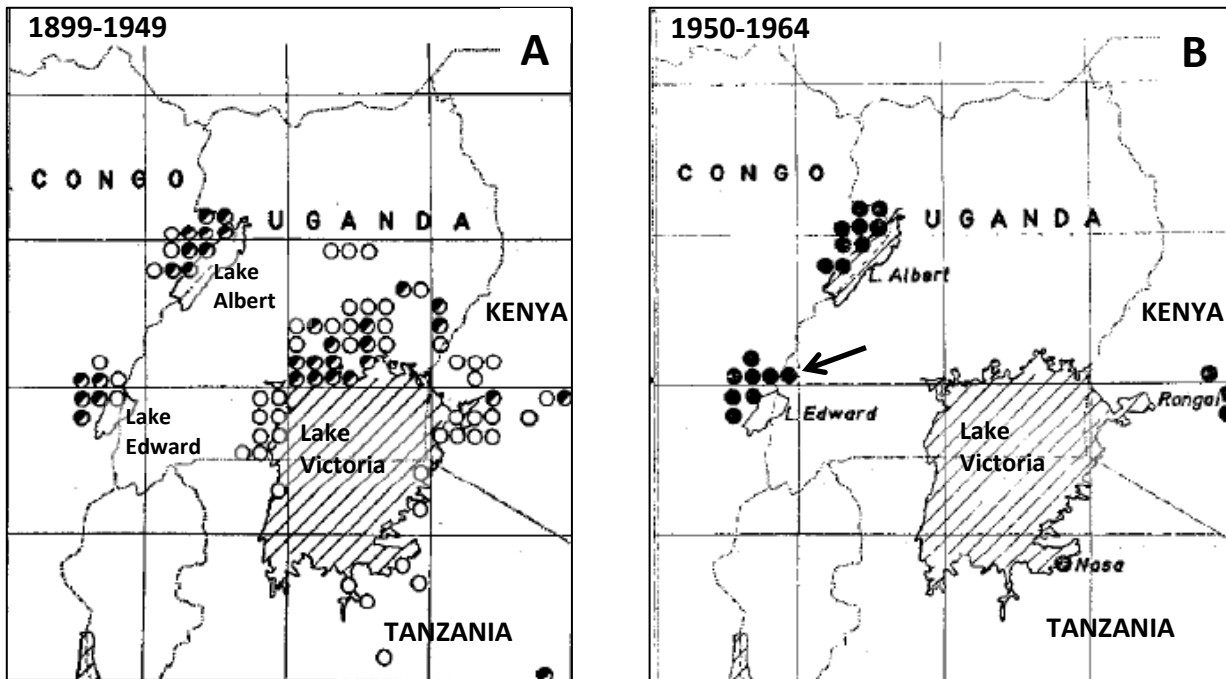 1899-1949
A
CONGO
UGANDA
Lake
Albert
KENYA
Lake
Edward
Lake
Victoria
TANZANIA
1950-1964
B
CONGO
UGANDA
L. Albert
KENYA
L. Edward
Rongai
Lake
Victoria
Nasa
TANZANIA